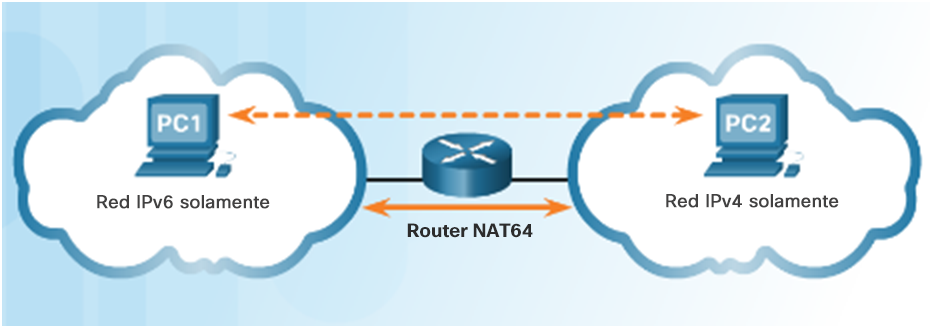 PC1
PC2
Red IPv6 solamente
Red IPv4 solamente
Router NAT64